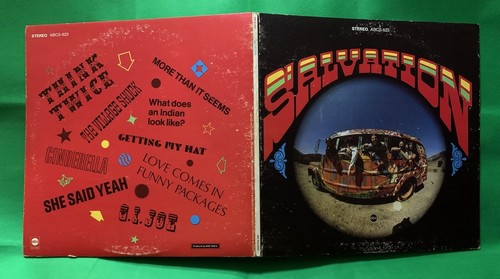 STEREO ABCS-623
THINK
TWICE
MORE THAN IT SEEMS
THE VILLAGE SHUCK
What does
an Indian
look like?
GETTING MY HAT
CINDERELLA
LOVE COMES IN
FUNNY PACKAGES
SHE SAID YEAH
G.I. JOE
STEREO ABCS-623
SALVATION